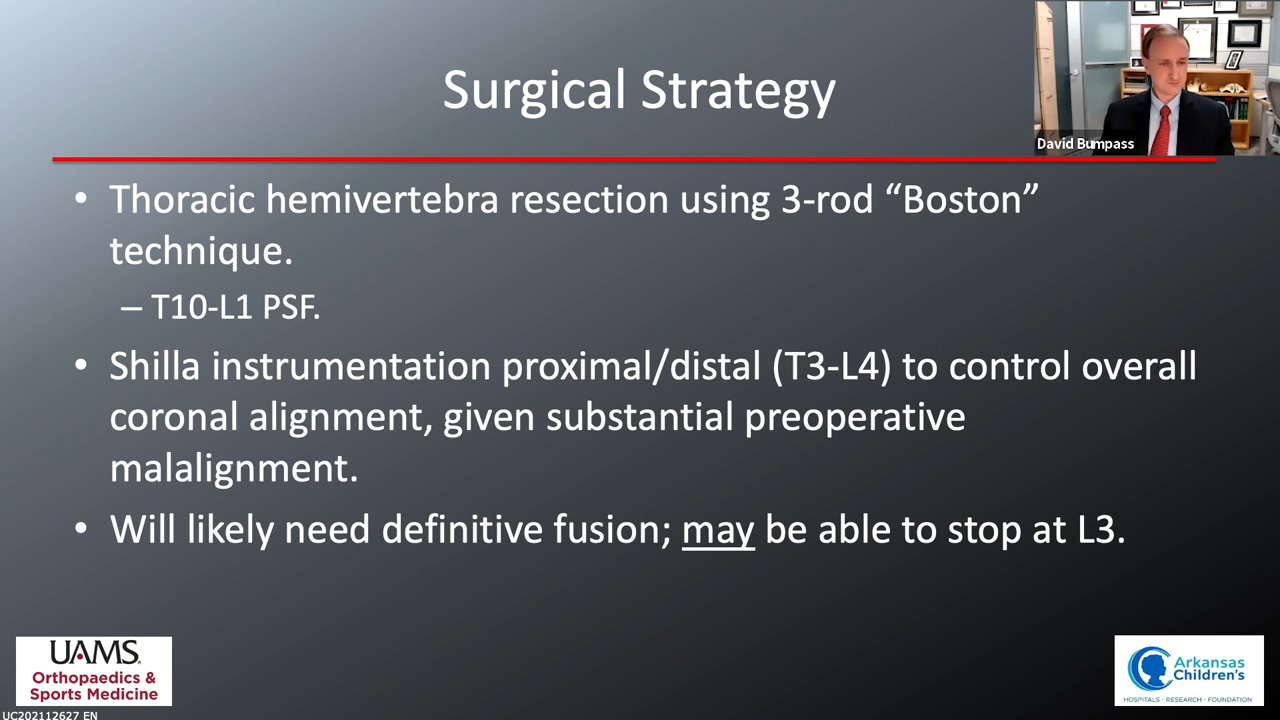 Surgical Strategy
David Bumpass
• Thoracic hemivertebra resection using 3-rod “Boston”
technique.
– T10-L1 PSF.
• Shilla instrumentation proximal/distal (T3-L4) to control overall
coronal alignment, given substantial preoperative
malalignment.
• Will likely need definitive fusion; may be able to stop at L3.
UAMS®
Orthopaedics &
Sports Medicine
Arkansas
Children's
HOSPITALS • RESEARCH • FOUNDATION
UC202112627 EN